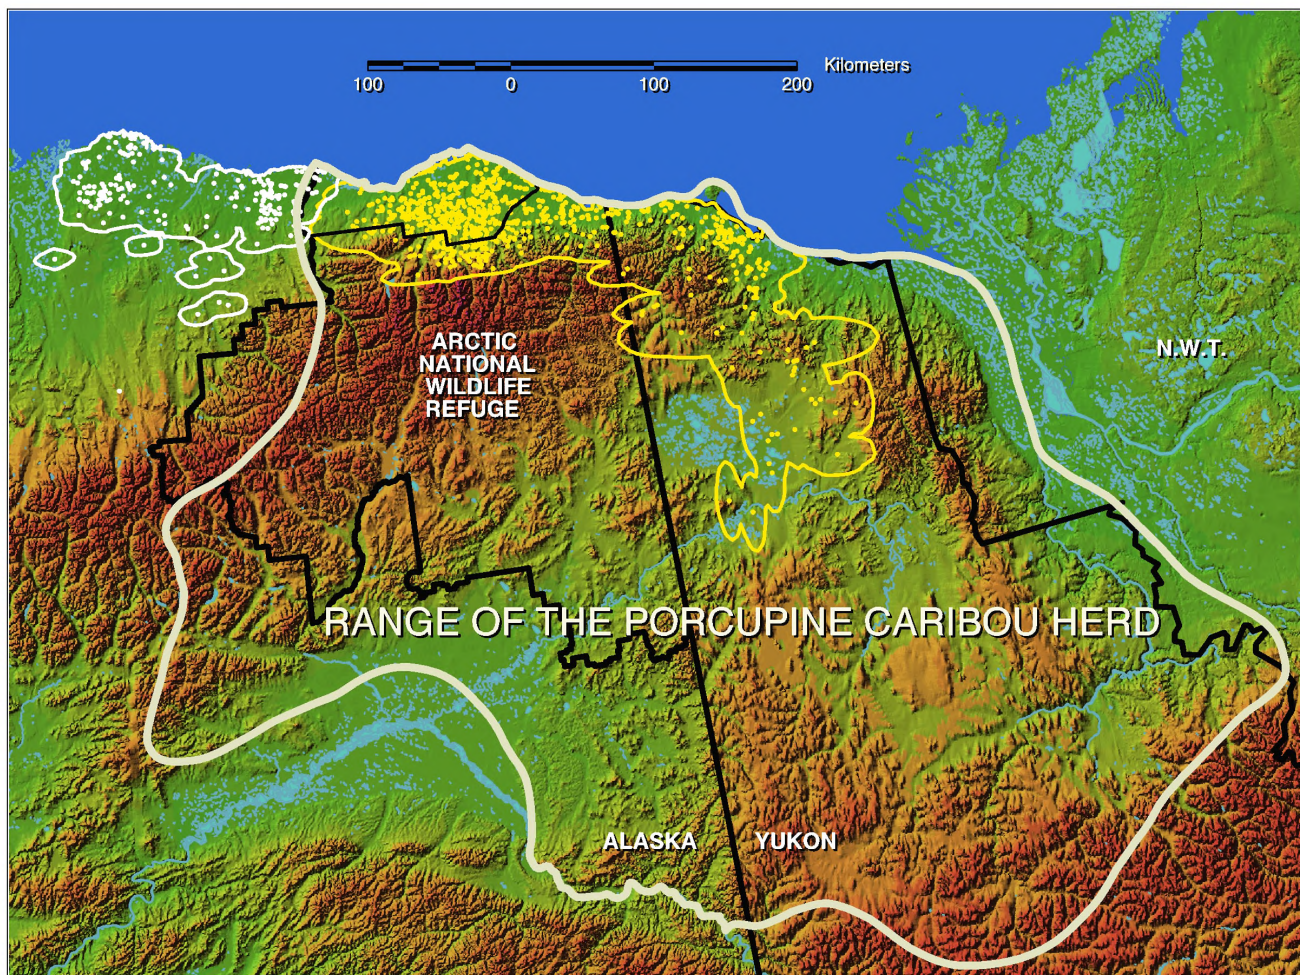 Kilometers
100 0 100 200
ARCTIC
NATIONAL
WILDLIFE
REFUGE
N.W.T.
RANGE OF THE PORCUPINE CARIBOU HERD
ALASKA YUKON